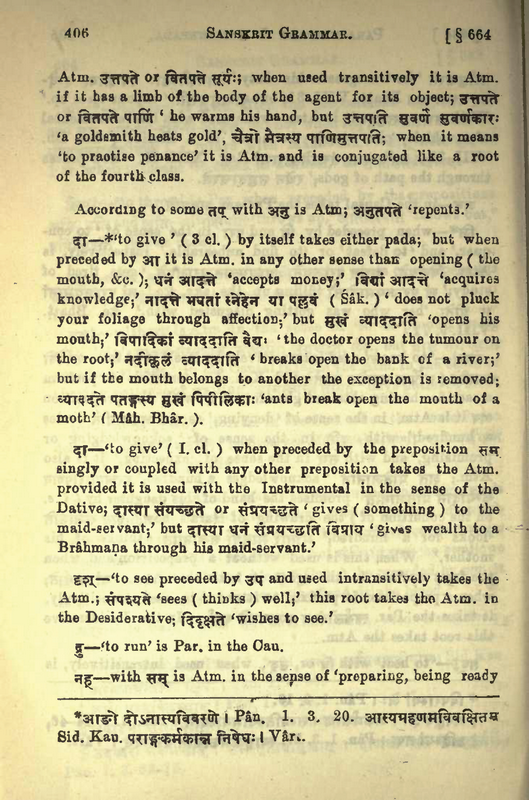 406 SANSKRIT GRAMMAR. [ § 664
Atm. उत्तपते or वितपते सूर्यः; when used transitively it is Atm.
if it has a limb of the body of the agent for its object; उत्तपते
or वितपते पाणिं ‘ he warms his hand, but उत्तपति सुवर्णं सुवर्णकारः
‘a goldsmith heats gold’, चैत्रो मैत्रस्य पाणिमुत्तपति; when it means
‘to practise penance’ it is Atm. and is conjugated like a root
of the fourth class.
According to some तप् with अनु is Atm; अनुतपते ‘repents.’
दा—*‘to give ’ ( 3 cl. ) by itself takes either pada; but when
preceded by आ it is Atm. in any other sense than opening ( the
mouth, &c. ); धनं आदत्ते ‘accepts money;’ विद्यां आदत्ते ‘acquires
knowledge;’ नादत्ते भवतां स्नेहेन या पल्लवं ( Śâk. ) ‘ does not pluck
your foliage through affection;’ but मुखं व्याददाति ‘opens his
mouth;’ विपादिकां व्याददाति वैद्यः ‘the doctor opens the tumour on
the root;’ नदीकूलं व्याददाति ‘ breaks open the bank of a river;’
but if the mouth belongs to another the exception is removed;
व्याददते पतङ्गस्य मुखं पिपीलिकाः ‘ants break open the mouth of a
moth’ ( Mâh. Bhâr. ).
दा—‘to give’ ( I. cl. ) when preceded by the preposition सम्
singly or coupled with any other preposition takes the Atm.
provided it is used with the Instrumental in the sense of the
Dative; दास्या संयच्छते or संप्रयच्छते ‘ gives ( something ) to the
maid-servant;’ but दास्या धनं संप्रयच्छति विप्राय ‘gives wealth to a
Brâhmaṇa through his maid-servant.’
दृश्—‘to see preceded by उप and used intransitively takes the
Atm.; संपश्यते ‘sees ( thinks ) well;’ this root takes the Atm. in
the Desiderative; दिदृक्षते ‘wishes to see.’
द्रु—‘to run’ is Par. in the Cau.
नह्—with सम् is Atm. in the sense of ‘preparing, being ready
*आङो दोऽनास्यविवरणे । Pâṇ. 1. 3. 20. आस्यग्रहणमविवक्षितम्
Sid. Kau. पराङ्गकर्मकान्न निषेधः । Vâr..